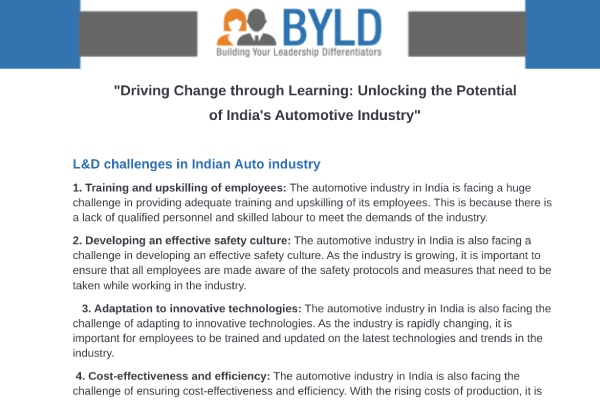 BYLD
Building Your Leadership Differentiators
"Driving Change through Learning: Unlocking the Potential
of India's Automotive Industry"
L&D challenges in Indian Auto industry
1. Training and upskilling of employees: The automotive industry in India is facing a huge
challenge in providing adequate training and upskilling of its employees. This is because there is
a lack of qualified personnel and skilled labour to meet the demands of the industry.
2. Developing an effective safety culture: The automotive industry in India is also facing a
challenge in developing an effective safety culture. As the industry is growing, it is important to
ensure that all employees are made aware of the safety protocols and measures that need to be
taken while working in the industry.
3. Adaptation to innovative technologies: The automotive industry in India is also facing the
challenge of adapting to innovative technologies. As the industry is rapidly changing, it is
important for employees to be trained and updated on the latest technologies and trends in the
industry.
4. Cost-effectiveness and efficiency: The automotive industry in India is also facing the
challenge of ensuring cost-effectiveness and efficiency. With the rising costs of production, it is